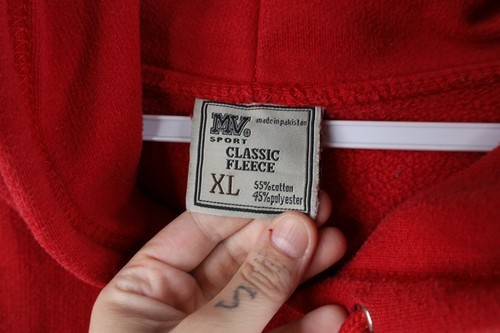 MV®
made in pakistan
SPORT
CLASSIC
FLEECE
XL
55% cotton
45% polyester
S